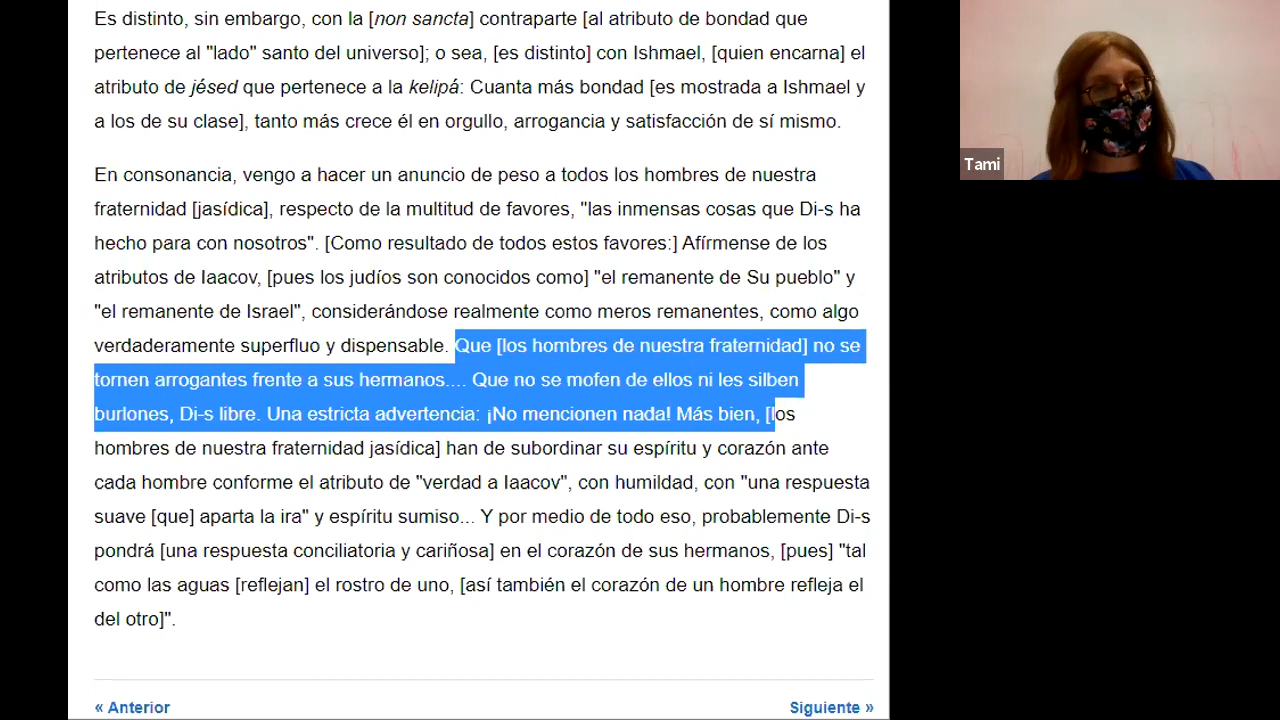 Es distinto, sin embargo, con la [non sancta] contraparte [al atributo de bondad que
pertenece al "lado" santo del universo]; o sea, [es distinto] con Ishmael, [quien encarna] el
atributo de jésed que pertenece a la kelipá: Cuanta más bondad [es mostrada a Ishmael y
a los de su clase], tanto más crece él en orgullo, arrogancia y satisfacción de sí mismo.
En consonancia, vengo a hacer un anuncio de peso a todos los hombres de nuestra
fraternidad [jasídica], respecto de la multitud de favores, "las inmensas cosas que Di-s ha
hecho para con nosotros". [Como resultado de todos estos favores:] Afírmense de los
atributos de Iaacov, [pues los judíos son conocidos como] "el remanente de Su pueblo" y
"el remanente de Israel", considerándose realmente como meros remanentes, como algo
verdaderamente superfluo y dispensable. Que [los hombres de nuestra fraternidad] no se
tornen arrogantes frente a sus hermanos.... Que no se mofen de ellos ni les silben
burlones, Di-s libre. Una estricta advertencia: ¡No mencionen nada! Más bien, [los
hombres de nuestra fraternidad jasídica] han de subordinar su espíritu y corazón ante
cada hombre conforme el atributo de "verdad a Iaacov", con humildad, con "una respuesta
suave [que] aparta la ira" y espíritu sumiso... Y por medio de todo eso, probablemente Di-s
pondrá [una respuesta conciliatoria y cariñosa] en el corazón de sus hermanos, [pues] "tal
como las aguas [reflejan] el rostro de uno, [así también el corazón de un hombre refleja el
del otro]".
« Anterior
Siguiente »
Tami